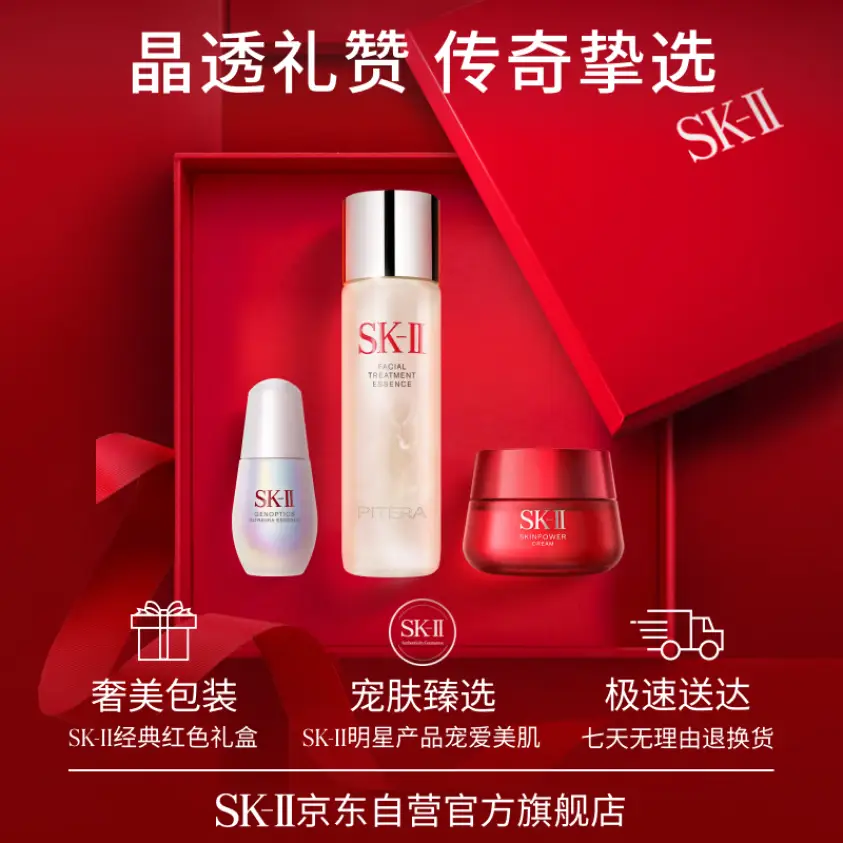 晶透礼赞 传奇挚选
SK-II
SK-II
FACIAL
TREATMENT
ESSENCE
SK-II
GENOPTICS
PITERA
SK-II
SKINPOWER
CREAM
SK-II
奢美包装
宠肤臻选
极速送达
SK-II经典红色礼盒
SK-II明星产品宠爱美肌
七天无理由退换货
SK-II京东自营官方旗舰店